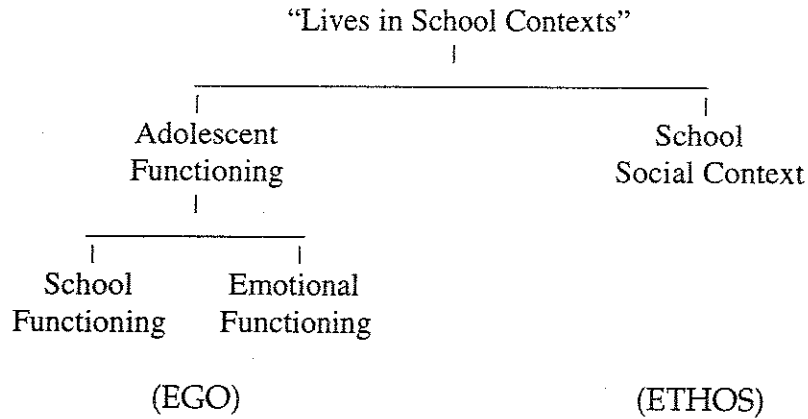 “Lives in School Contexts”
Adolescent
Functioning
School
Social Context
School
Functioning
Emotional
Functioning
(EGO)
(ETHOS)